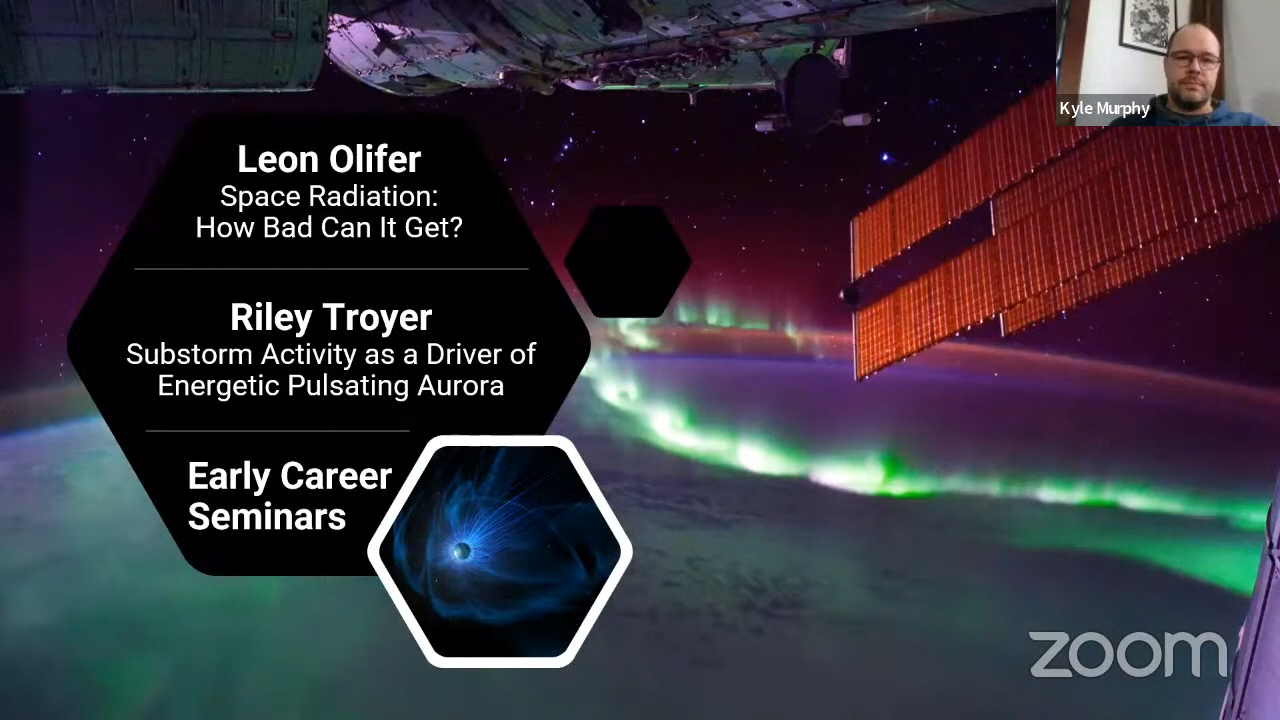 Leon Olifer
Space Radiation:
How Bad Can It Get?
Riley Troyer
Substorm Activity as a Driver of
Energetic Pulsating Aurora
Early Career
Seminars
Kyle Murphy
zoom